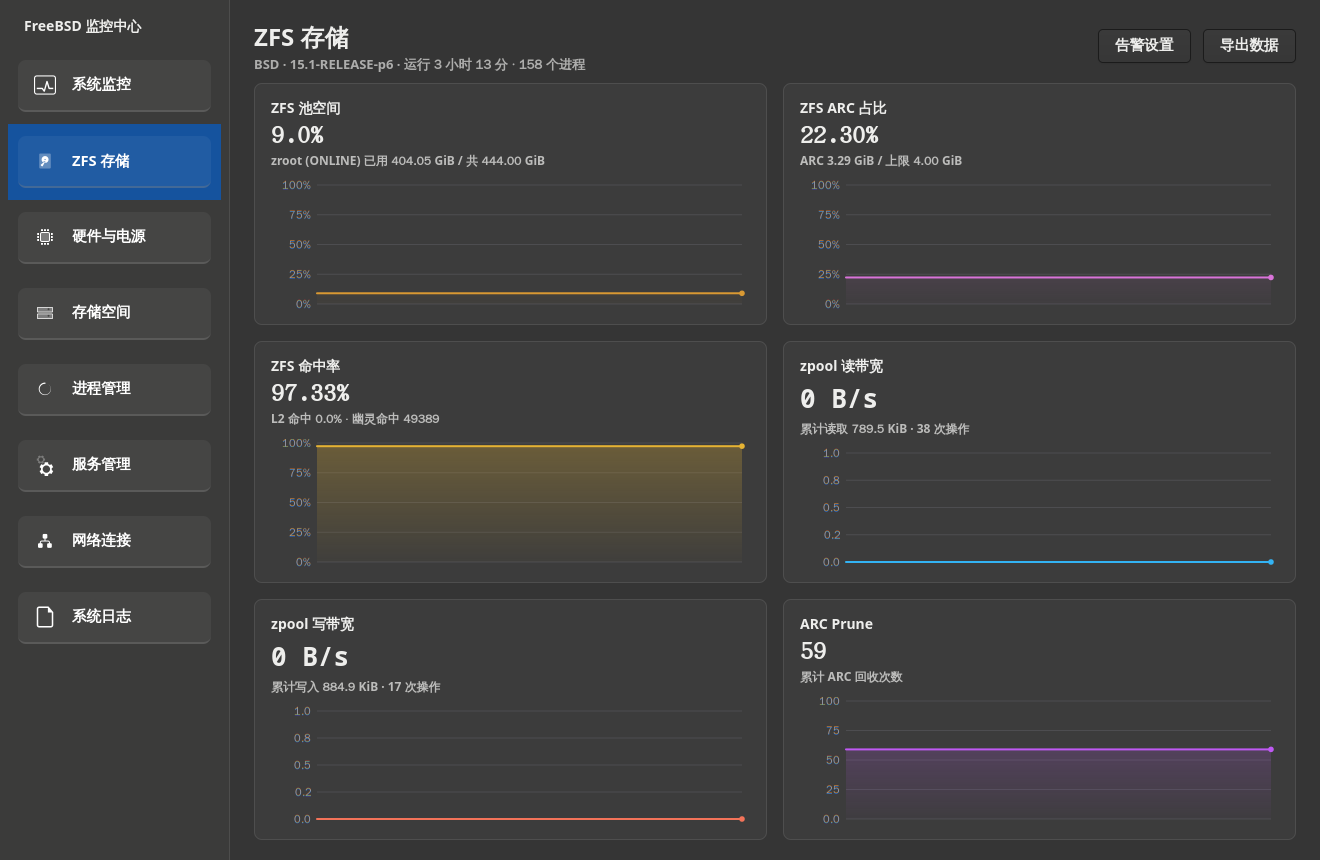 FreeBSD 监控中心
系统监控
ZFS 存储
硬件与电源
存储空间
进程管理
服务管理
网络连接
系统日志
ZFS 存储
BSD · 15.1-RELEASE-p6 · 运行 3 小时 13 分 · 158 个进程
告警设置
导出数据
ZFS 池空间
9.0%
zroot (ONLINE) 已用 404.05 GiB / 共 444.00 GiB
100%
75%
50%
25%
0%
ZFS ARC 占比
22.30%
ARC 3.29 GiB / 上限 4.00 GiB
100%
75%
50%
25%
0%
ZFS 命中率
97.33%
L2 命中 0.0% · 幽灵命中 49389
100%
75%
50%
25%
0%
zpool 读带宽
0 B/s
累计读取 789.5 KiB · 38 次操作
1.0
0.8
0.5
0.2
0.0
zpool 写带宽
0 B/s
累计写入 884.9 KiB · 17 次操作
1.0
0.8
0.5
0.2
0.0
ARC Prune
59
累计 ARC 回收次数
100
75
50
25
0.0